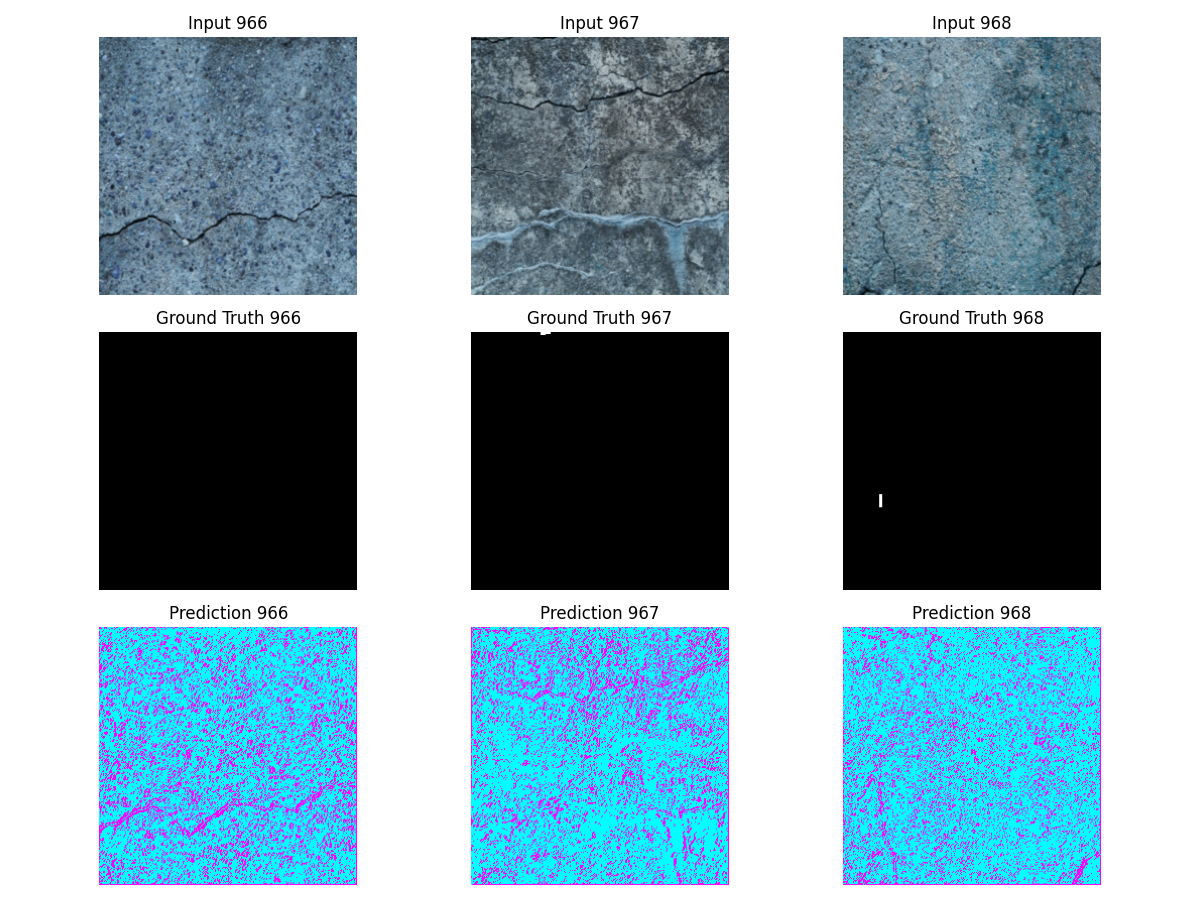 Input 966
Input 967
Input 968
Ground Truth 966
Ground Truth 967
Ground Truth 968
Prediction 966
Prediction 967
Prediction 968